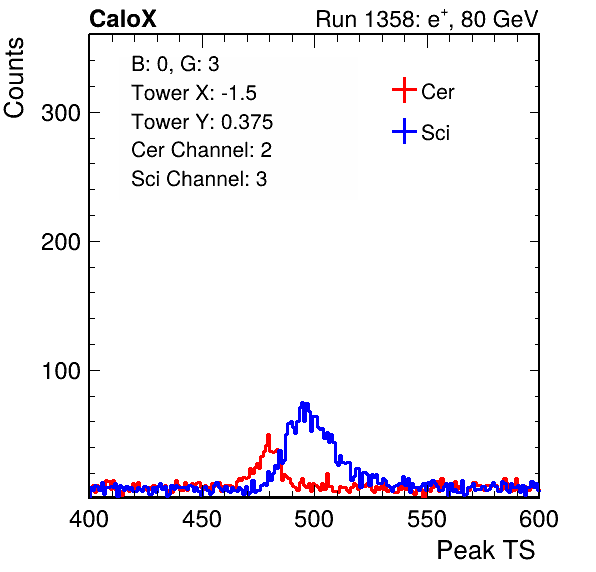 CaloX Run 1358: e⁺, 80 GeV
Counts
B: 0, G: 3
Tower X: -1.5
Tower Y: 0.375
Cer Channel: 2
Sci Channel: 3
Cer
Sci
300
200
100
400 450 500 550 600
Peak TS